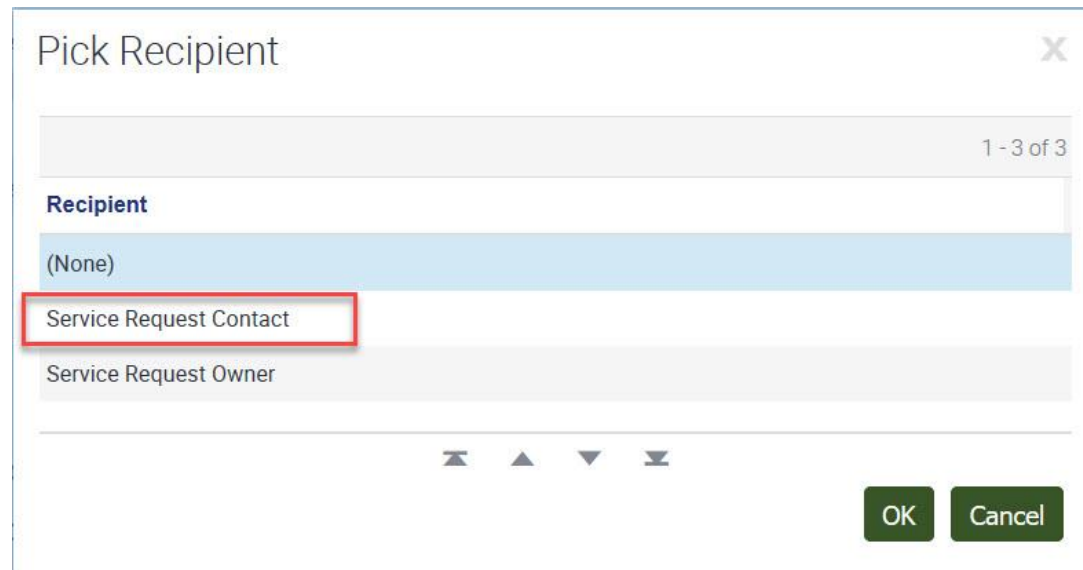 Pick Recipient X
1 - 3 of 3
Recipient
(None)
Service Request Contact
Service Request Owner
OK Cancel